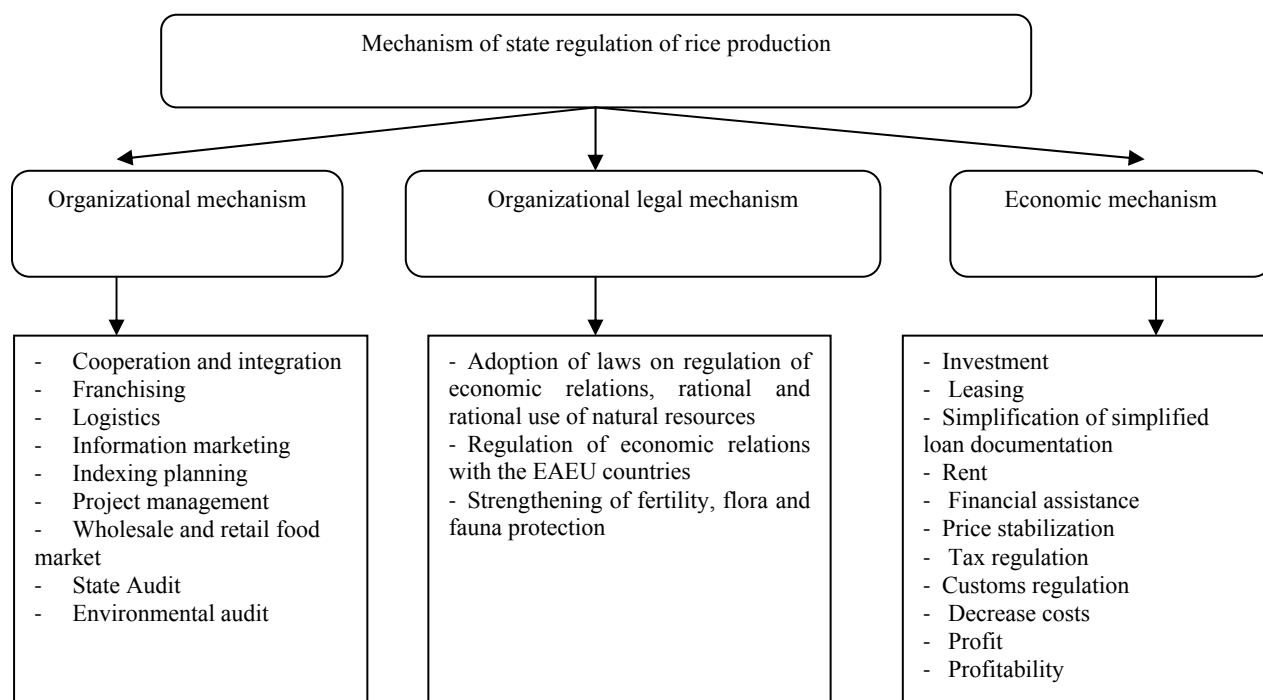 Mechanism of state regulation of rice production
Organizational mechanism
Organizational legal mechanism
Economic mechanism
- Cooperation and integration
- Franchising
- Logistics
- Information marketing
- Indexing planning
- Project management
- Wholesale and retail food
market
- State Audit
- Environmental audit
- Adoption of laws on regulation of
economic relations, rational and
rational use of natural resources
- Regulation of economic relations
with the EAEU countries
- Strengthening of fertility, flora and
fauna protection
- Investment
- Leasing
- Simplification of simplified
loan documentation
- Rent
- Financial assistance
- Price stabilization
- Tax regulation
- Customs regulation
- Decrease costs
- Profit
- Profitability